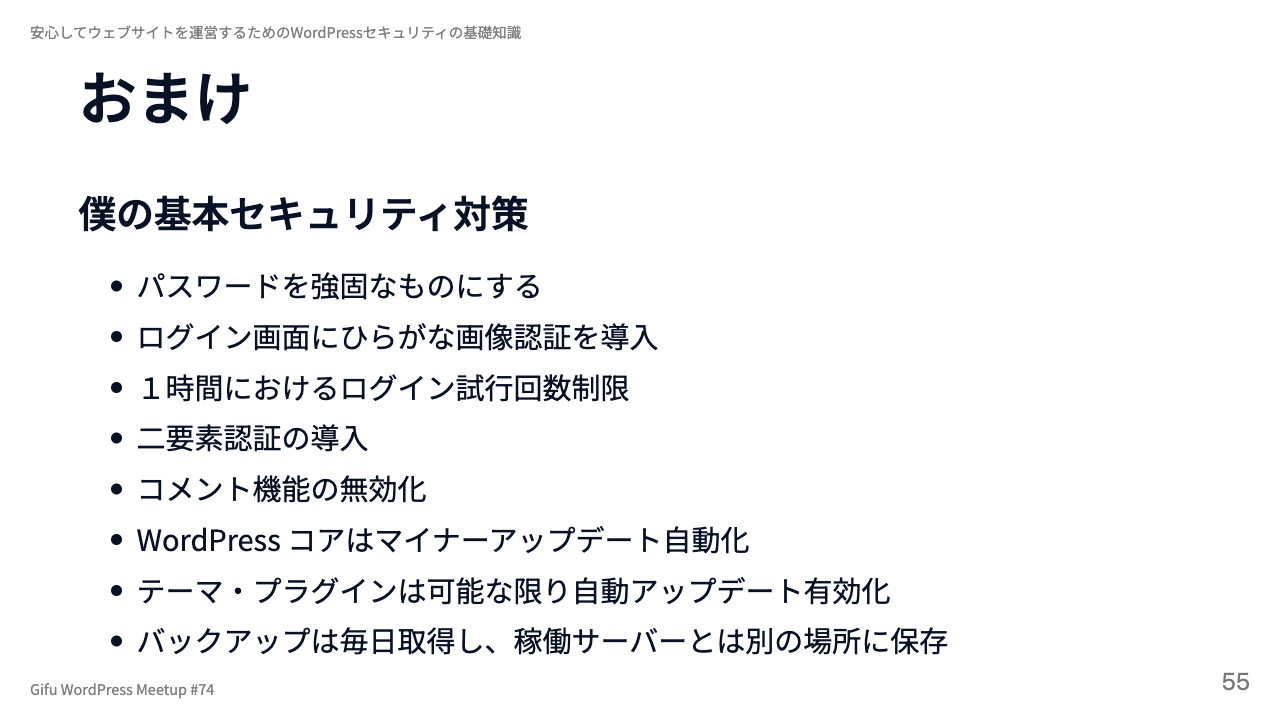 安心してウェブサイトを運営するためのWordPressセキュリティの基礎知識
おまけ
僕の基本セキュリティ対策
• パスワードを強固なものにする
• ログイン画面にひらがな画像認証を導入
• １時間におけるログイン試行回数制限
• 二要素認証の導入
• コメント機能の無効化
• WordPress コアはマイナーアップデート自動化
• テーマ・プラグインは可能な限り自動アップデート有効化
• バックアップは毎日取得し、稼働サーバーとは別の場所に保存
Gifu WordPress Meetup #74
55